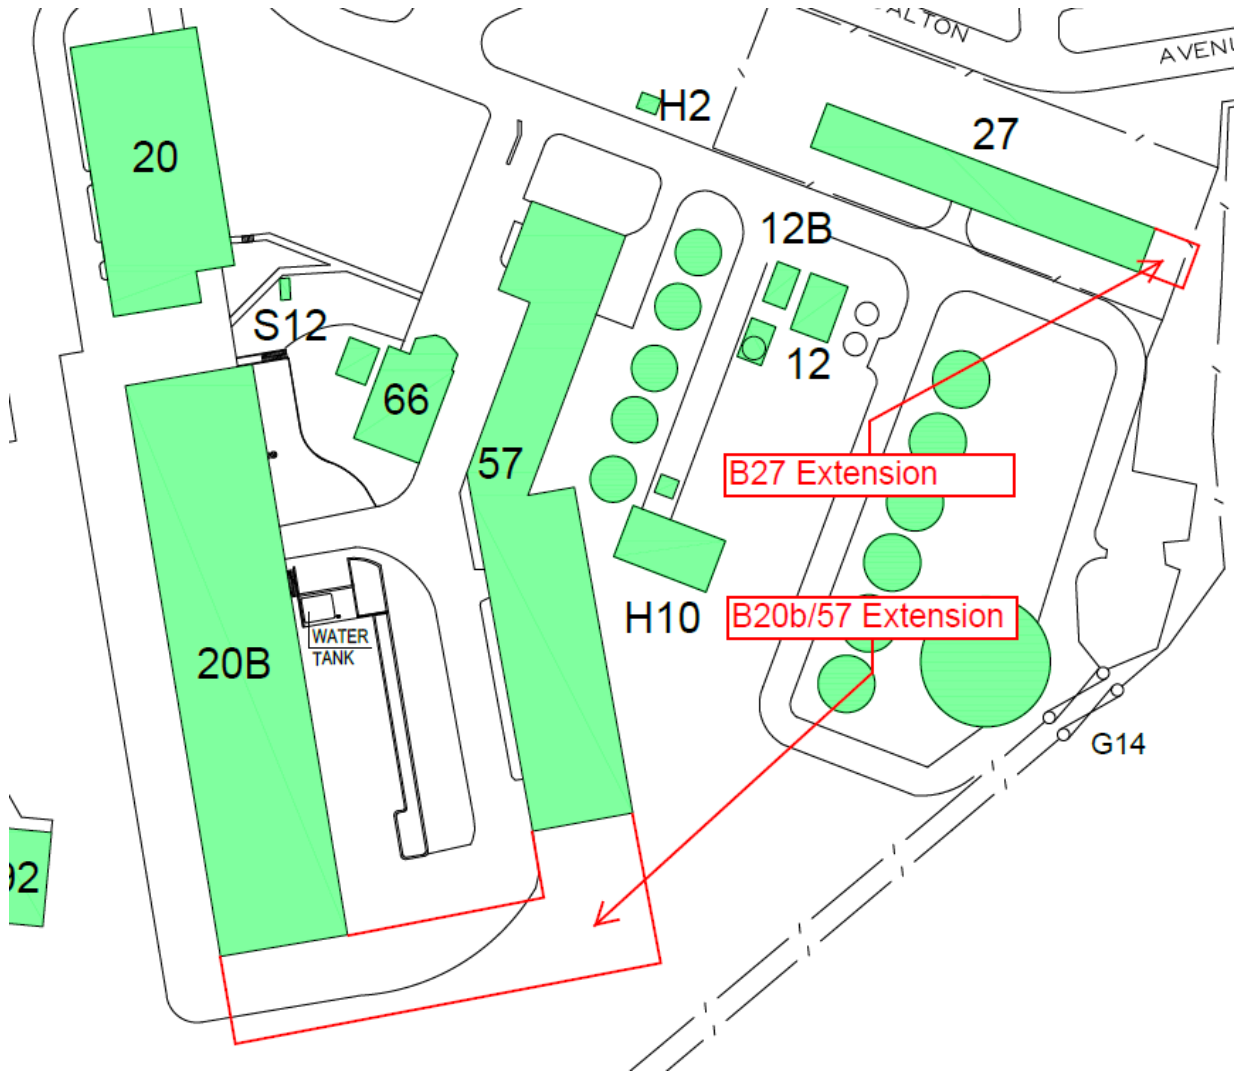 ALTON
AVENU
H2
27
20
12B
S12
12
66
57
B27 Extension
B20b/57 Extension
H10
WATER
TANK
20B
G14
92